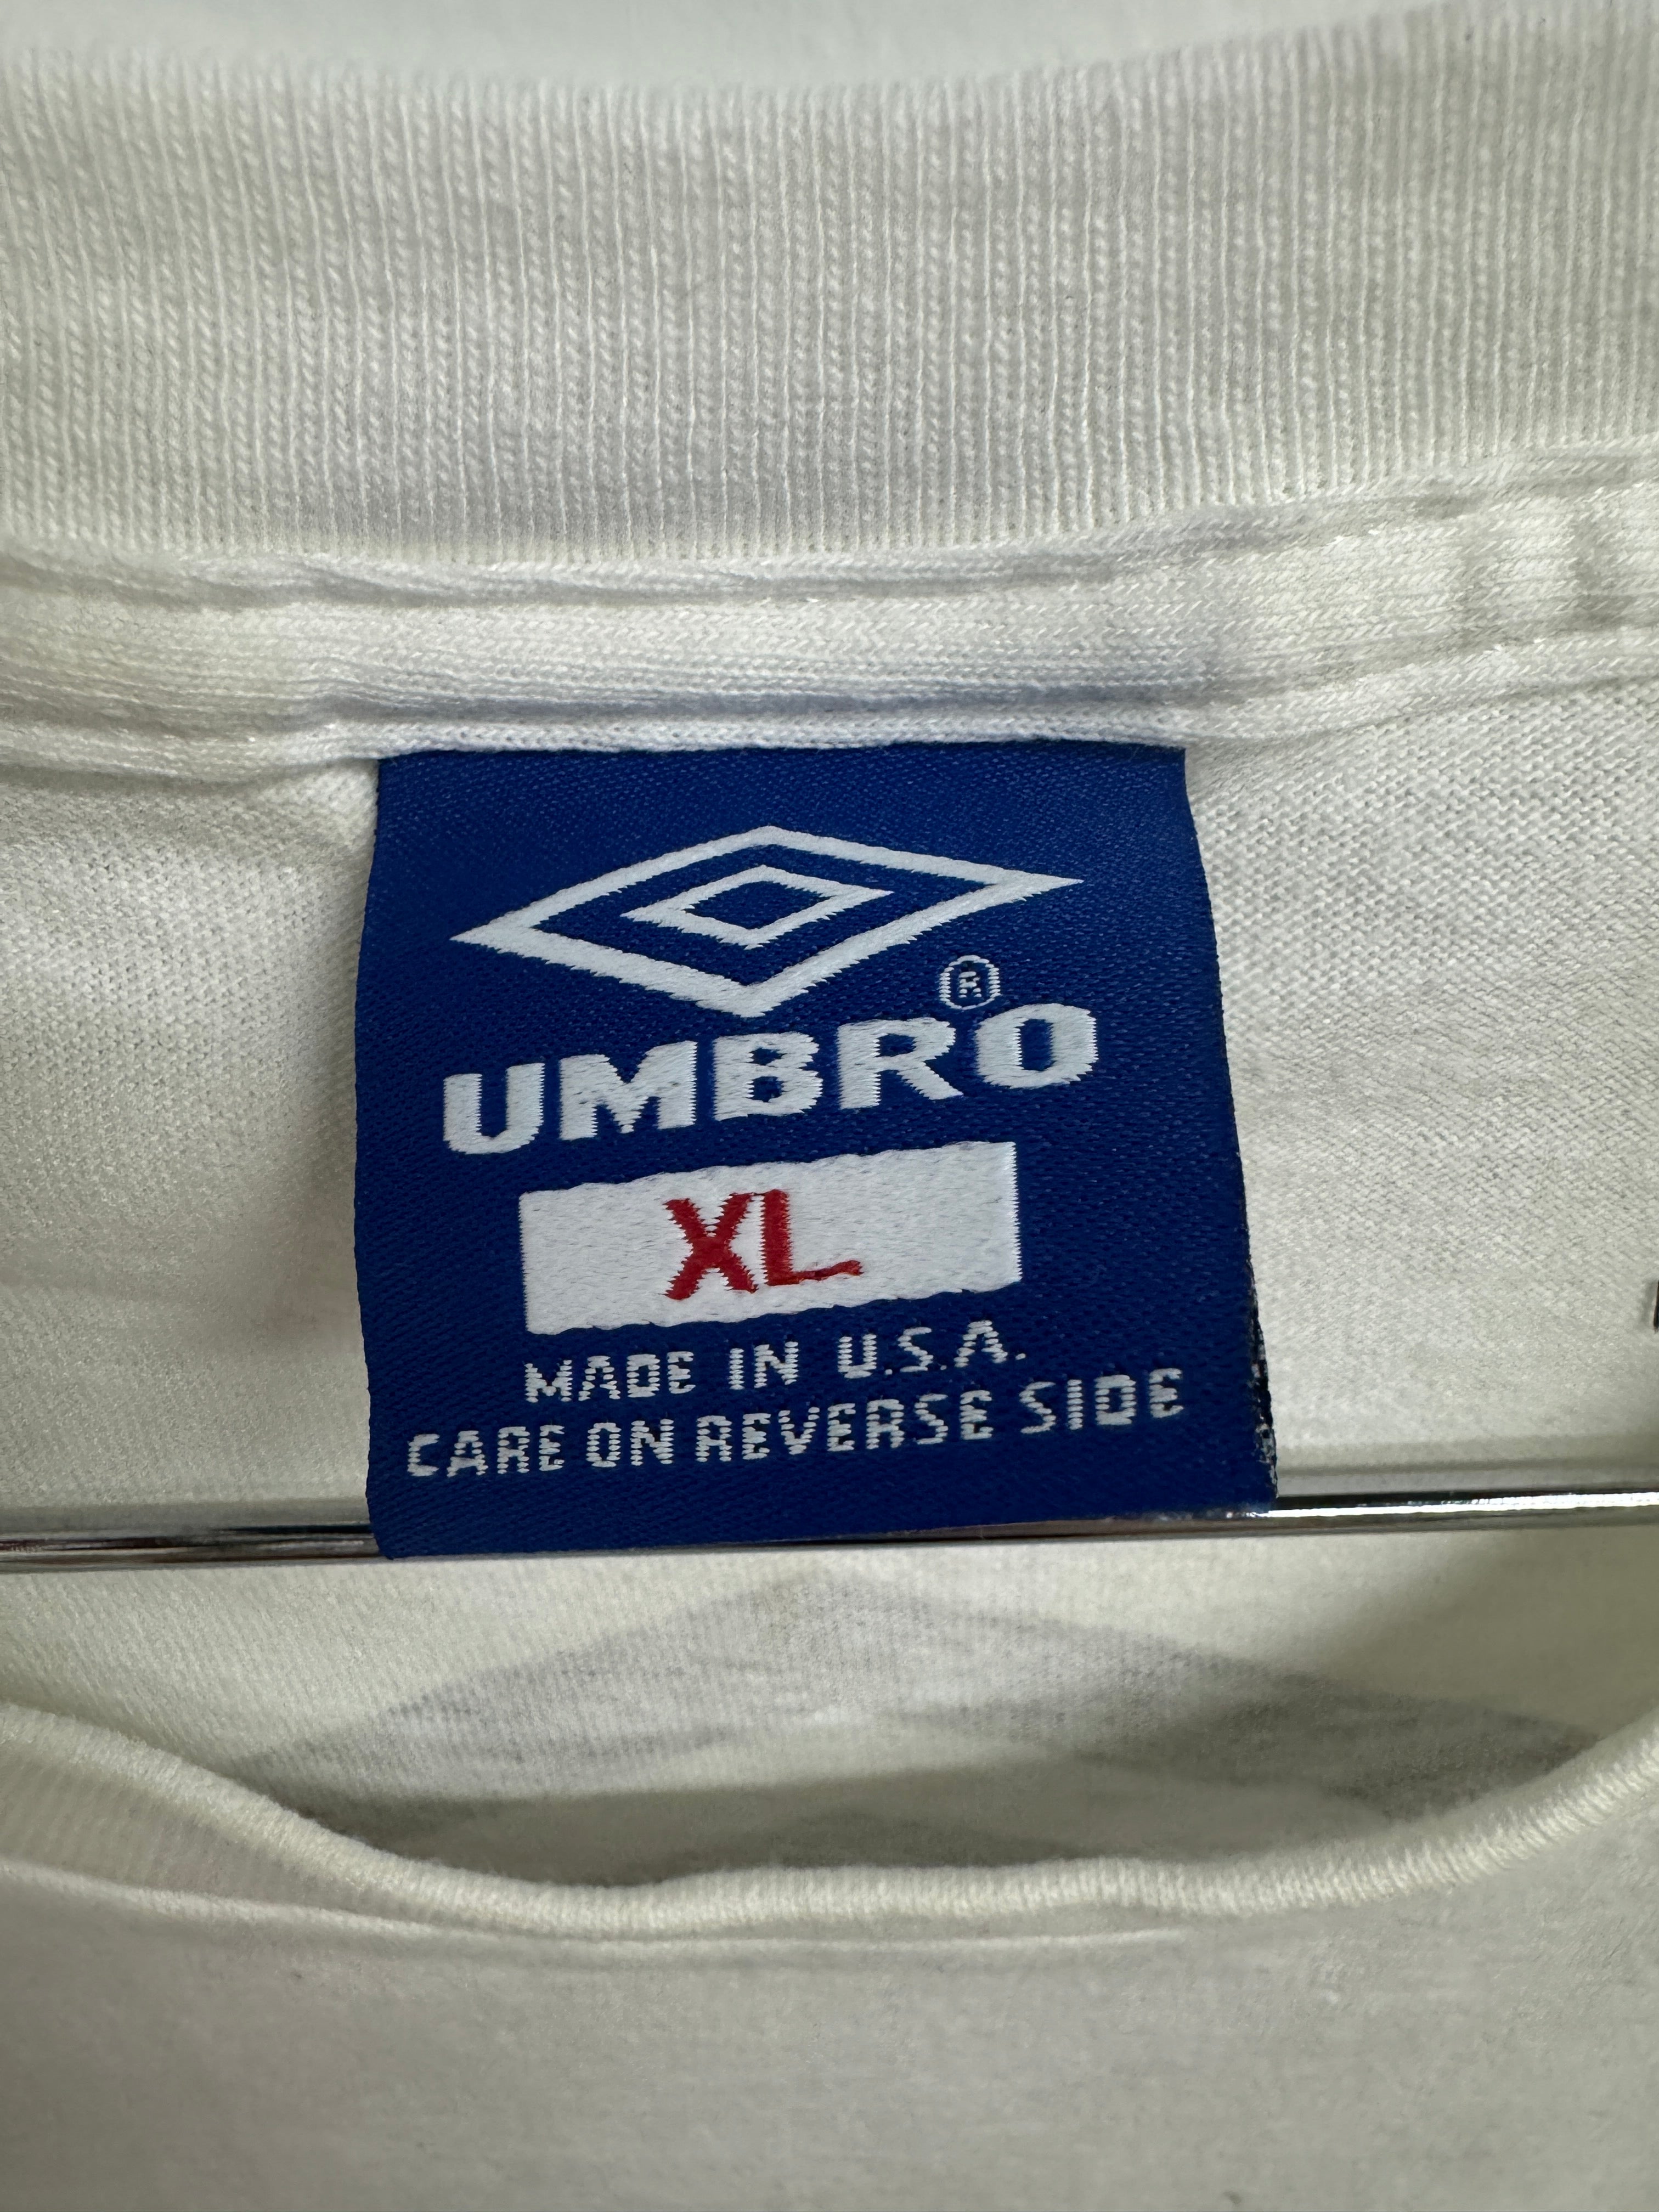 ®
UMBRO
XL
MADE IN U.S.A.
CARE ON REVERSE SIDE